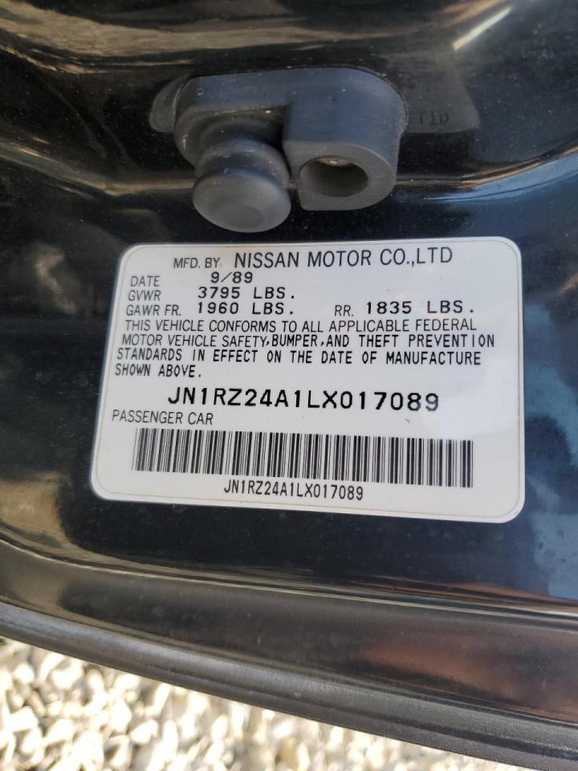 T1D
MFD. BY NISSAN MOTOR CO.,LTD
DATE 9/89
GVWR 3795 LBS.
GAWR FR. 1960 LBS. RR. 1835 LBS.
THIS VEHICLE CONFORMS TO ALL APPLICABLE FEDERAL
MOTOR VEHICLE SAFETY,BUMPER,AND THEFT PREVENTION
STANDARDS IN EFFECT ON THE DATE OF MANUFACTURE
SHOWN ABOVE.
JN1RZ24A1LX017089
PASSENGER CAR
JN1RZ24A1LX017089